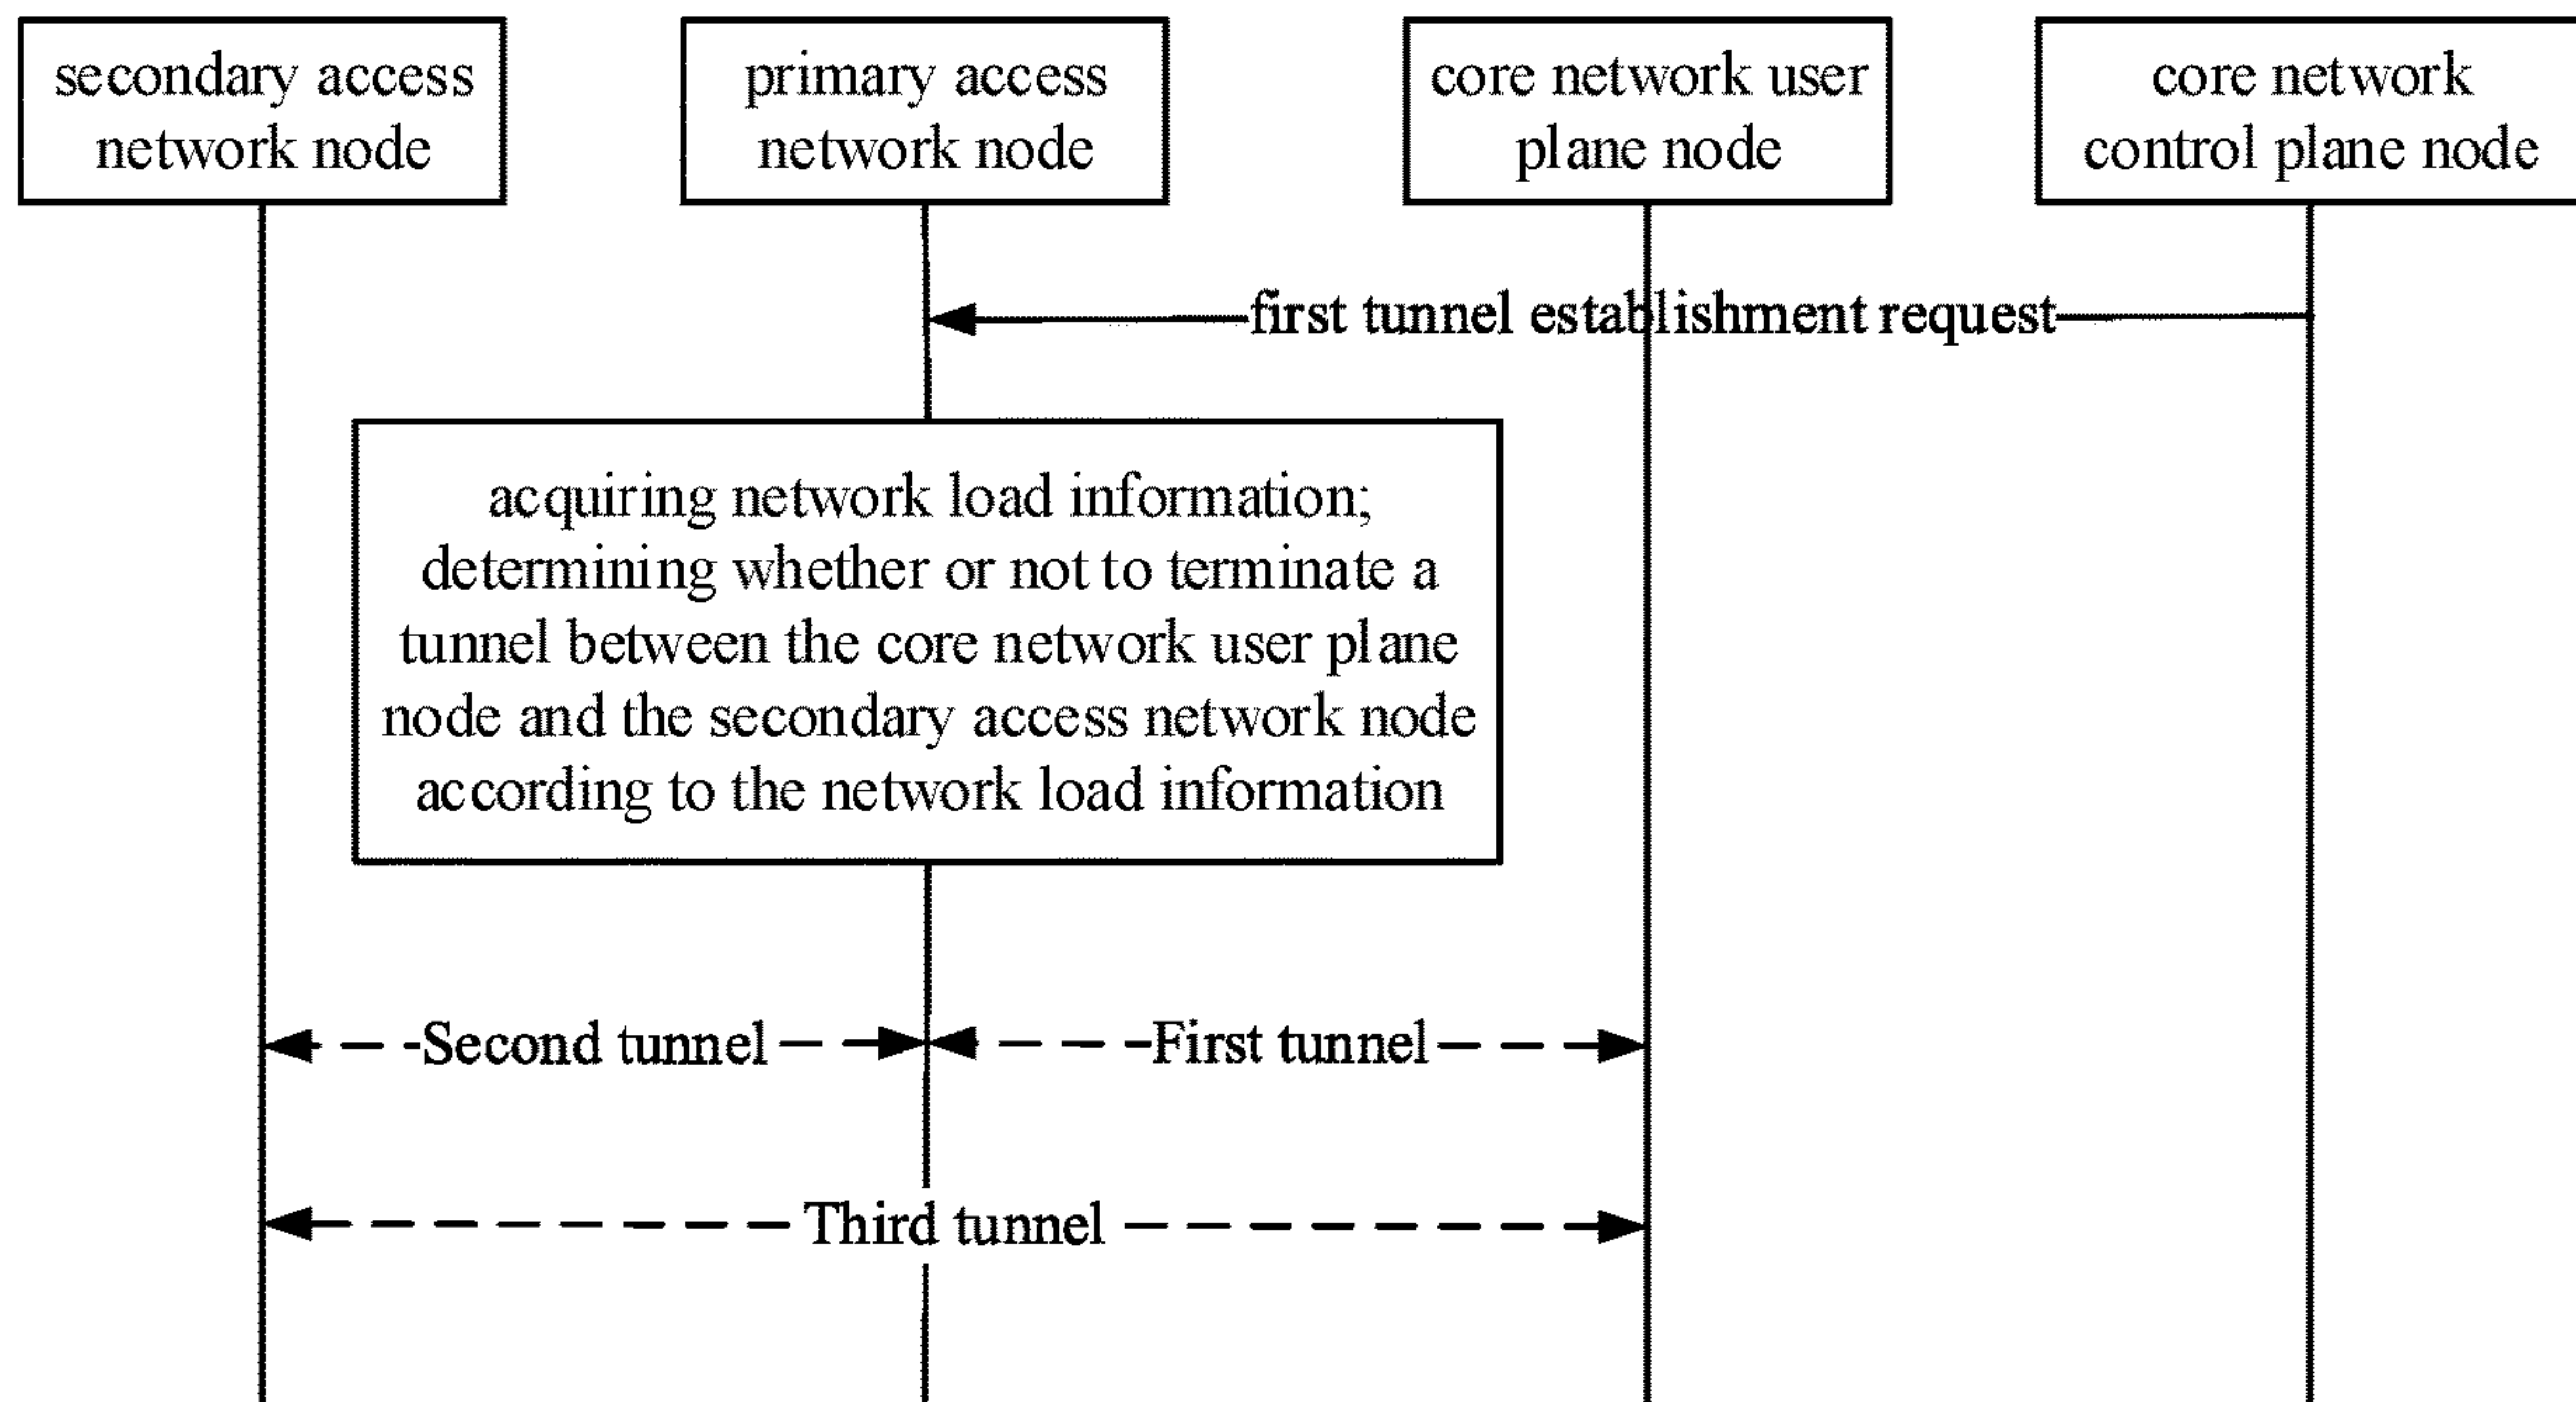 secondary access
network node
primary access
network node
core network user
plane node
core network
control plane node
first tunnel establishment request
acquiring network load information;
determining whether or not to terminate a
tunnel between the core network user plane
node and the secondary access network node
according to the network load information
Second tunnel
First tunnel
Third tunnel